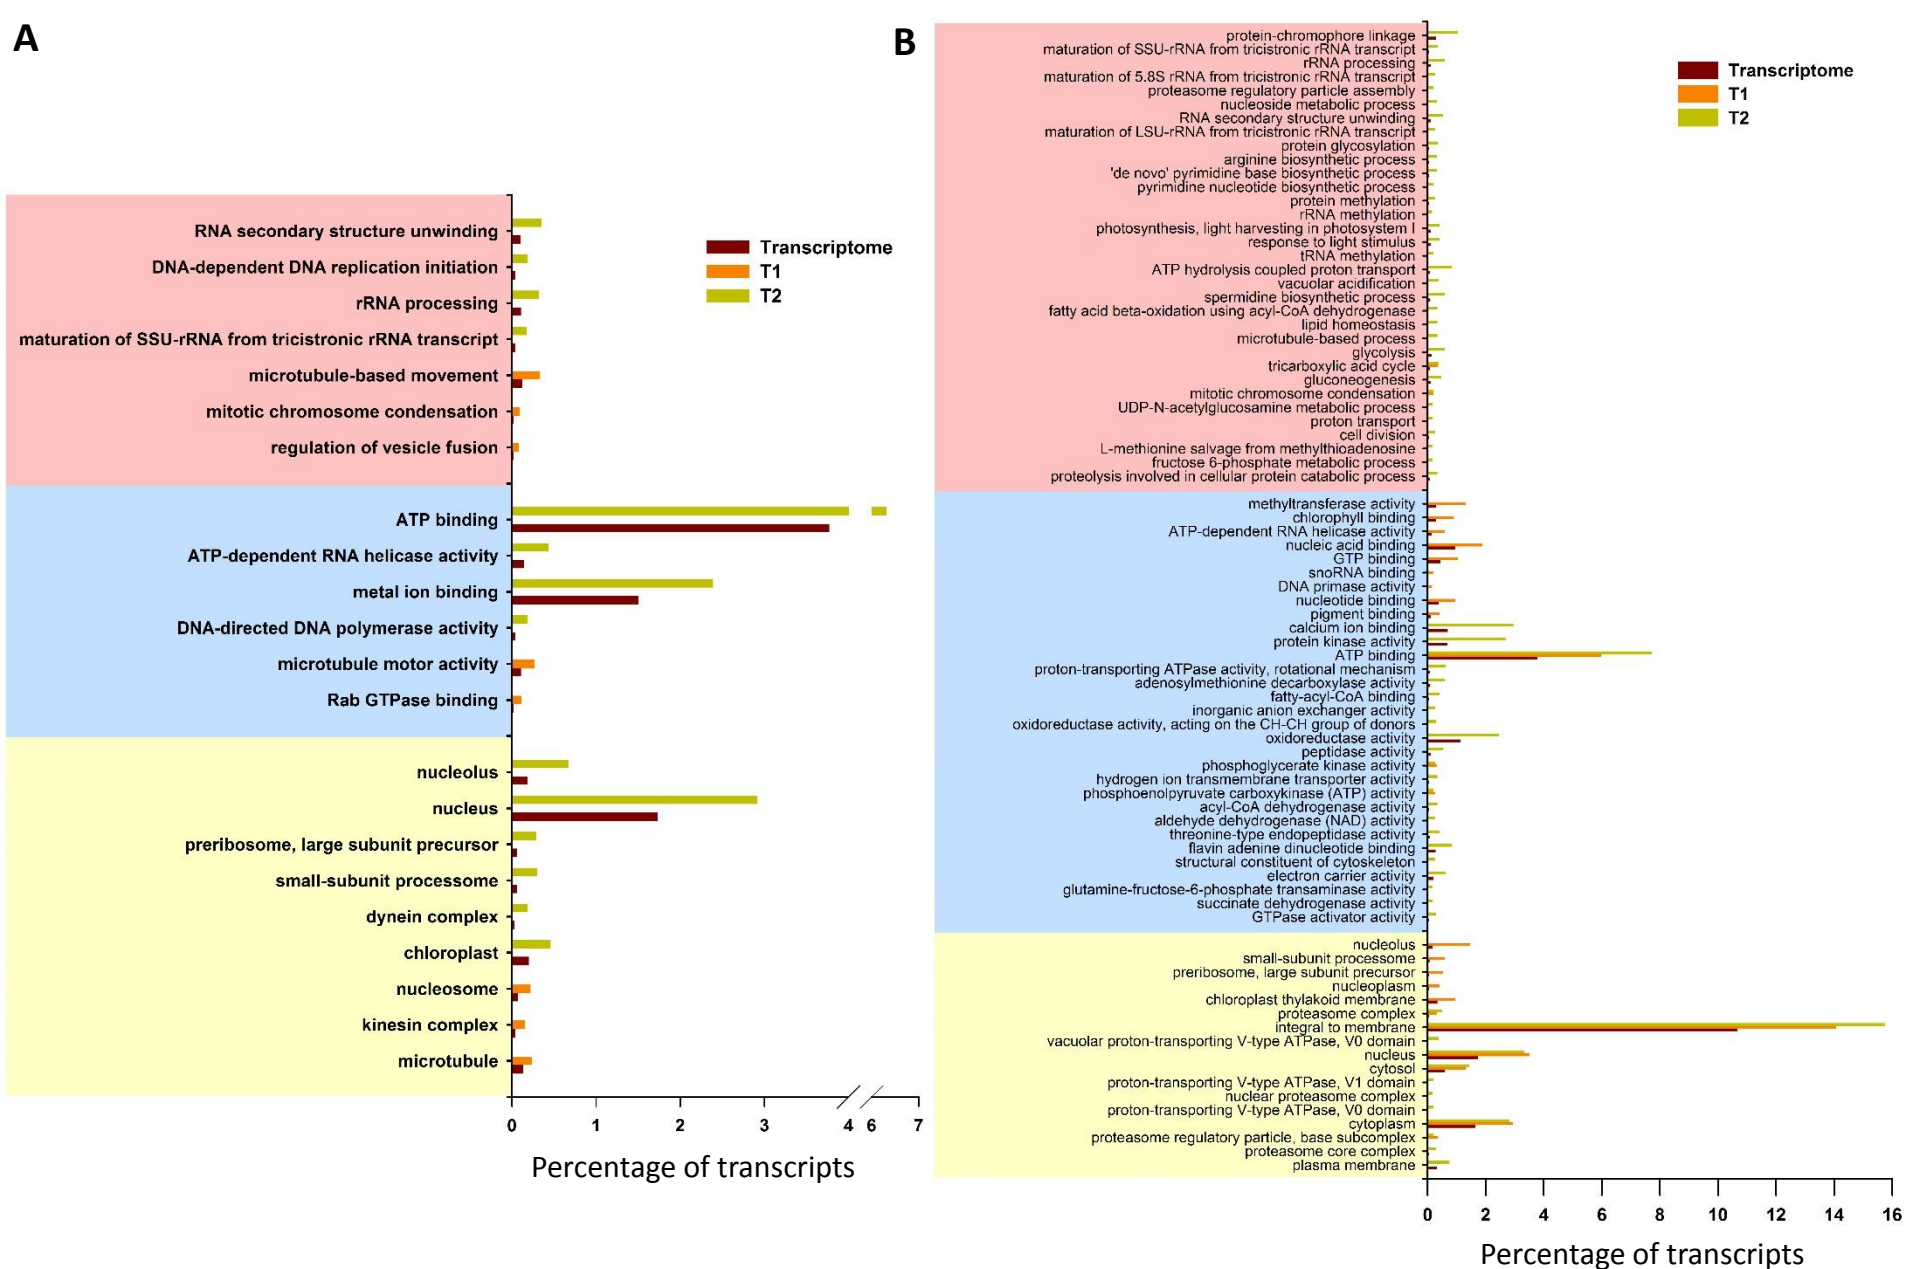 A
RNA secondary structure unwinding
DNA-dependent DNA replication initiation
rRNA processing
maturation of SSU-rRNA from tricistronic rRNA transcript
microtubule-based movement
mitotic chromosome condensation
regulation of vesicle fusion
ATP binding
ATP-dependent RNA helicase activity
metal ion binding
DNA-directed DNA polymerase activity
microtubule motor activity
Rab GTPase binding
nucleolus
nucleus
preribosome, large subunit precursor
small-subunit processome
dynein complex
chloroplast
nucleosome
kinesin complex
microtubule
Transcriptome
T1
T2
0 1 2 3 4 6 7
Percentage of transcripts
B
protein-chromophore linkage
maturation of SSU-rRNA from tricistronic rRNA transcript
rRNA processing
maturation of 5.8S rRNA from tricistronic rRNA transcript
proteasome regulatory particle assembly
nucleoside metabolic process
RNA secondary structure unwinding
maturation of LSU-rRNA from tricistronic rRNA transcript
protein glycosylation
arginine biosynthetic process
'de novo' pyrimidine base biosynthetic process
pyrimidine nucleotide biosynthetic process
protein methylation
rRNA methylation
photosynthesis, light harvesting in photosystem I
response to light stimulus
tRNA methylation
ATP hydrolysis coupled proton transport
vacuolar acidification
spermidine biosynthetic process
fatty acid beta-oxidation using acyl-CoA dehydrogenase
lipid homeostasis
microtubule-based process
glycolysis
tricarboxylic acid cycle
gluconeogenesis
mitotic chromosome condensation
UDP-N-acetylglucosamine metabolic process
proton transport
cell division
L-methionine salvage from methylthioadenosine
fructose 6-phosphate metabolic process
proteolysis involved in cellular protein catabolic process
methyltransferase activity
chlorophyll binding
ATP-dependent RNA helicase activity
nucleic acid binding
GTP binding
snoRNA binding
DNA primase activity
nucleotide binding
pigment binding
calcium ion binding
protein kinase activity
ATP binding
proton-transporting ATPase activity, rotational mechanism
adenosylmethionine decarboxylase activity
fatty-acyl-CoA binding
inorganic anion exchanger activity
oxidoreductase activity, acting on the CH-CH group of donors
oxidoreductase activity
peptidase activity
phosphoglycerate kinase activity
hydrogen ion transmembrane transporter activity
phosphoenolpyruvate carboxykinase (ATP) activity
acyl-CoA dehydrogenase activity
aldehyde dehydrogenase (NAD) activity
threonine-type endopeptidase activity
flavin adenine dinucleotide binding
structural constituent of cytoskeleton
electron carrier activity
glutamine-fructose-6-phosphate transaminase activity
succinate dehydrogenase activity
GTPase activator activity
nucleolus
small-subunit processome
preribosome, large subunit precursor
nucleoplasm
chloroplast thylakoid membrane
proteasome complex
integral to membrane
vacuolar proton-transporting V-type ATPase, V0 domain
nucleus
cytosol
proton-transporting V-type ATPase, V1 domain
nuclear proteasome complex
proton-transporting V-type ATPase, V0 domain
cytoplasm
proteasome regulatory particle, base subcomplex
proteasome core complex
plasma membrane
Transcriptome
T1
T2
0 2 4 6 8 10 12 14 16
Percentage of transcripts